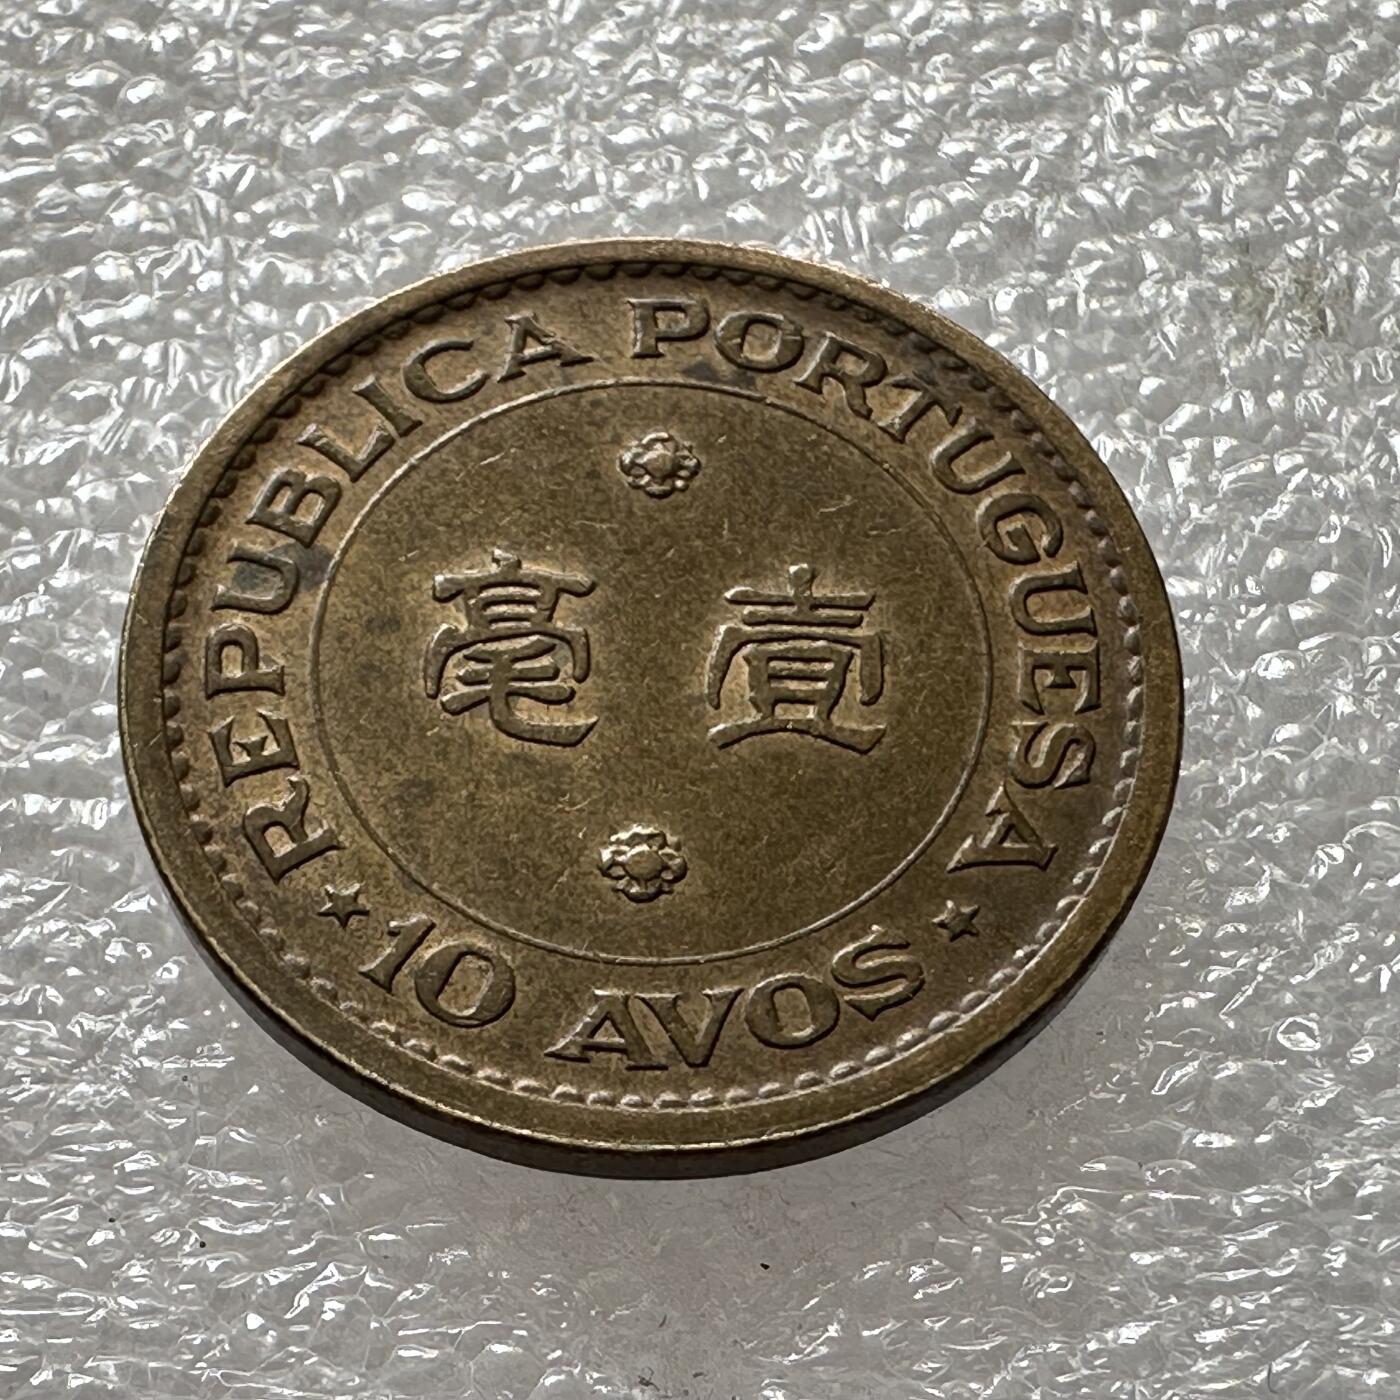 REPUBLICA PORTUGUESA
毫 壹
★ 10 AVOS ★